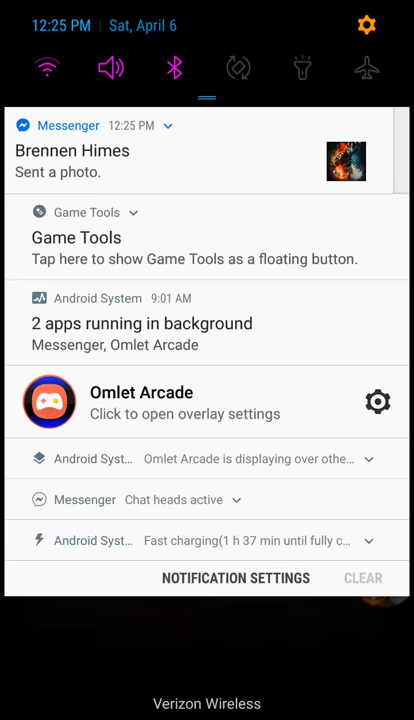 12:25 PM | Sat, April 6
Messenger 12:25 PM
Brennen Himes
Sent a photo.
Game Tools
Game Tools
Tap here to show Game Tools as a floating button.
Android System 9:01 AM
2 apps running in background
Messenger, Omlet Arcade
Omlet Arcade
Click to open overlay settings
Android Syst... Omlet Arcade is displaying over othe...
Messenger Chat heads active
Android Syst... Fast charging(1 h 37 min until fully c...
NOTIFICATION SETTINGS CLEAR
Verizon Wireless